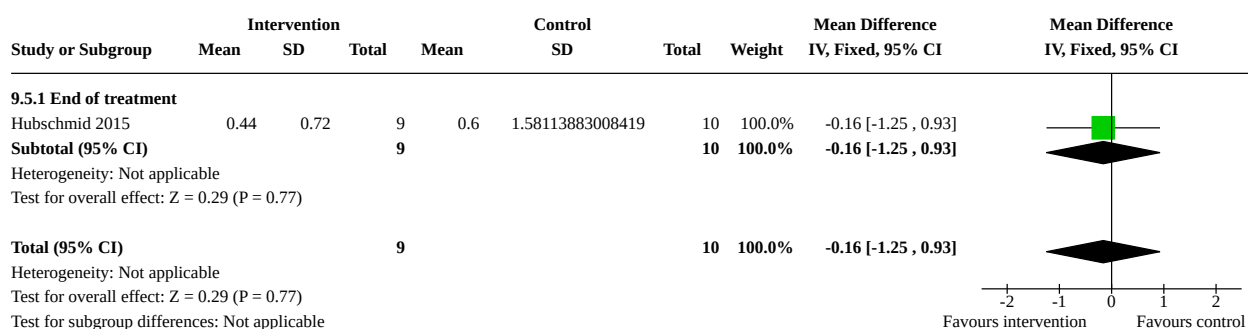 Intervention Control Mean Difference Mean Difference
Study or Subgroup Mean SD Total Mean SD Total Weight IV, Fixed, 95% CI IV, Fixed, 95% CI
9.5.1 End of treatment
Hubschmid 2015 0.44 0.72 9 0.6 1.58113883008419 10 100.0% -0.16 [-1.25 , 0.93]
Subtotal (95% CI) 9 10 100.0% -0.16 [-1.25 , 0.93]
Heterogeneity: Not applicable
Test for overall effect: Z = 0.29 (P = 0.77)
Total (95% CI) 9 10 100.0% -0.16 [-1.25 , 0.93]
Heterogeneity: Not applicable
Test for overall effect: Z = 0.29 (P = 0.77)
-2 -1 0 1 2
Test for subgroup differences: Not applicable Favours intervention Favours control